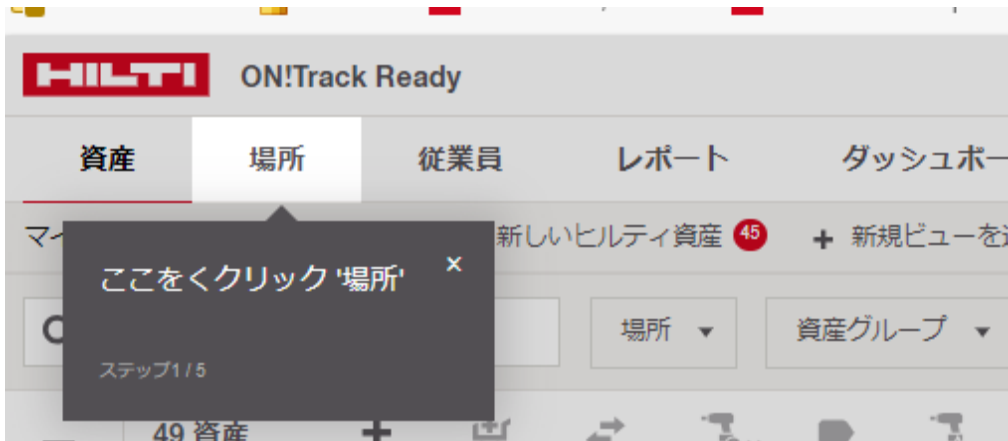 HILTI ON!Track Ready
資産 場所 従業員 レポート ダッシュボー
マイ 新しいヒルティ資産 45 + 新規ビューを追
ここをくクリック '場所' ×
場所 資産グループ
ステップ1 / 5
49 資産